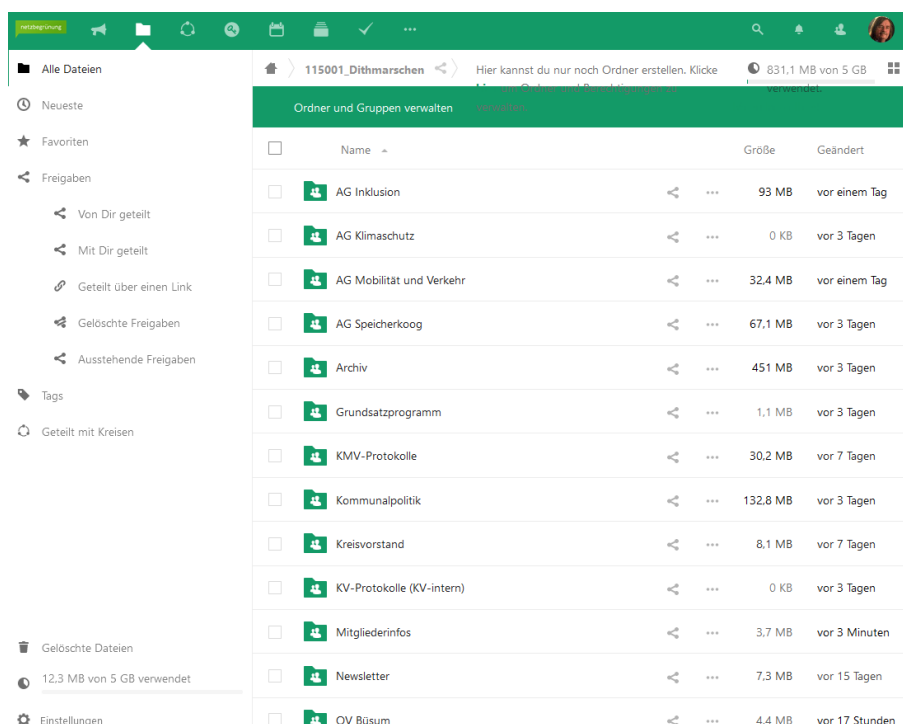 netzbegrünung
Alle Dateien
Neueste
Favoriten
Freigaben
Von Dir geteilt
Mit Dir geteilt
Geteilt über einen Link
Gelöschte Freigaben
Ausstehende Freigaben
Tags
Geteilt mit Kreisen
Gelöschte Dateien
12,3 MB von 5 GB verwendet
Einstellungen
115001_Dithmarschen
Hier kannst du nur noch Ordner erstellen. Klicke
831,1 MB von 5 GB
verwendet.
Ordner und Gruppen verwalten
Name
Größe
Geändert
AG Inklusion 93 MB vor einem Tag
AG Klimaschutz 0 KB vor 3 Tagen
AG Mobilität und Verkehr 32,4 MB vor einem Tag
AG Speicherkoog 67,1 MB vor 3 Tagen
Archiv 451 MB vor 3 Tagen
Grundsatzprogramm 1,1 MB vor 3 Tagen
KMV-Protokolle 30,2 MB vor 7 Tagen
Kommunalpolitik 132,8 MB vor 3 Tagen
Kreisvorstand 8,1 MB vor 7 Tagen
KV-Protokolle (KV-intern) 0 KB vor 3 Tagen
Mitgliederinfos 3,7 MB vor 3 Minuten
Newsletter 7,3 MB vor 15 Tagen
OV Büsum 4,4 MB vor 17 Stunden